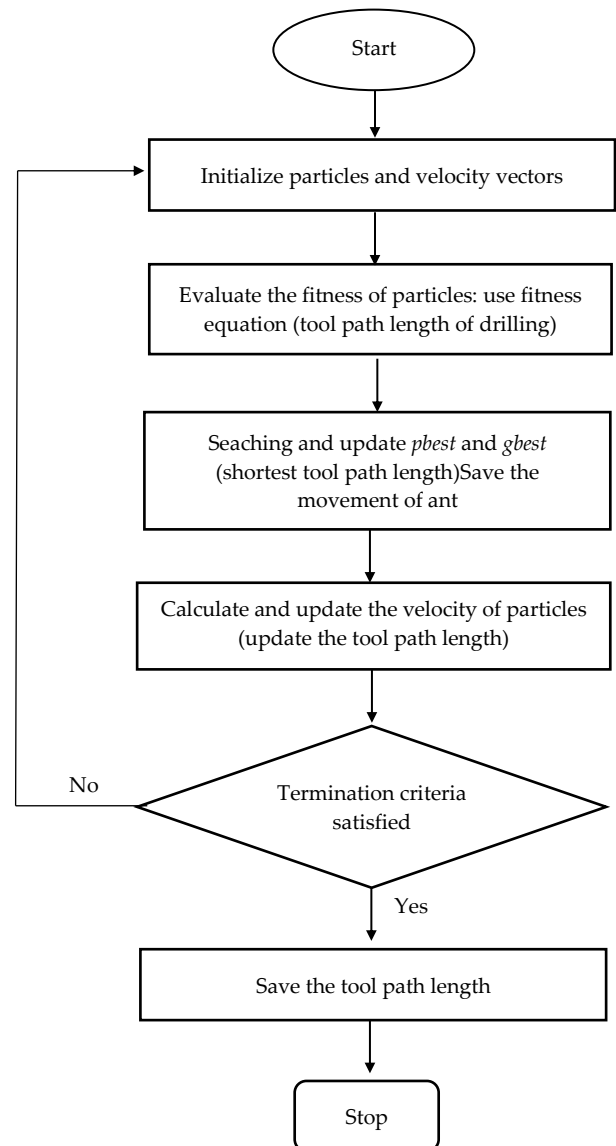 Start
Initialize particles and velocity vectors
Evaluate the fitness of particles: use fitness
equation (tool path length of drilling)
Seaching and update pbest and gbest
(shortest tool path length)Save the
movement of ant
Calculate and update the velocity of particles
(update the tool path length)
No
Termination criteria
satisfied
Yes
Save the tool path length
Stop